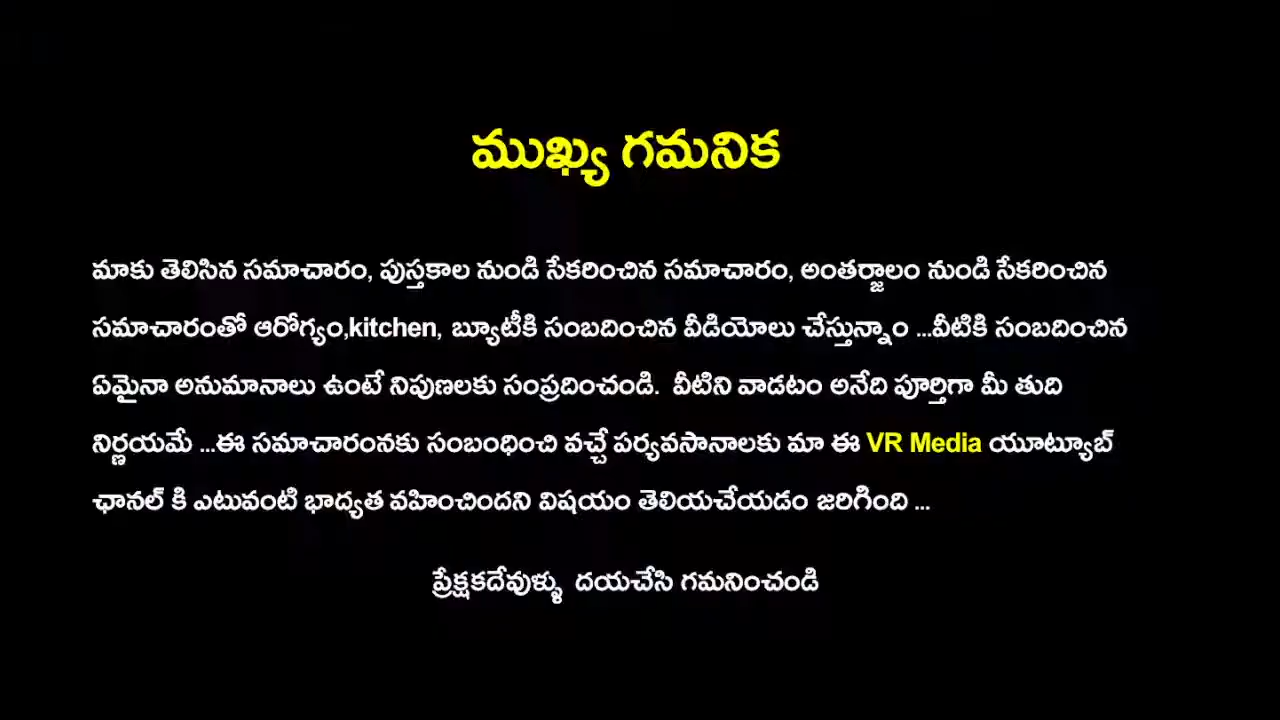 ముఖ్య గమనిక
మాకు తెలిసిన సమాచారం, పుస్తకాల నుండి సేకరించిన సమాచారం, అంతర్జాలం నుండి సేకరించిన
సమాచారంతో ఆరోగ్యం,kitchen, బ్యూటీకి సంబదించిన వీడియోలు చేస్తున్నాం ...వీటికి సంబదించిన
ఏమైనా అనుమానాలు ఉంటే నిపుణలకు సంప్రదించండి. వీటిని వాడటం అనేది పూర్తిగా మీ తుది
నిర్ణయమే ...ఈ సమాచారంనకు సంబంధించి వచ్చే పర్యవసానాలకు మా ఈ VR Media యూట్యూబ్
ఛానల్ కి ఎటువంటి భాద్యత వహించిందని విషయం తెలియచేయడం జరిగింది ...
ప్రేక్షకదేవుళ్ళు దయచేసి గమనించండి